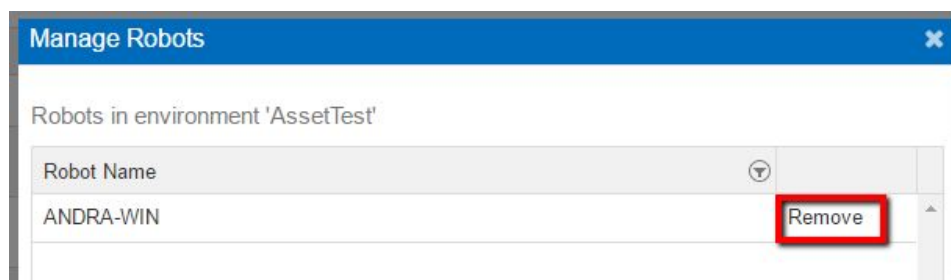 Manage Robots
Robots in environment 'AssetTest'
Robot Name
ANDRA-WIN Remove